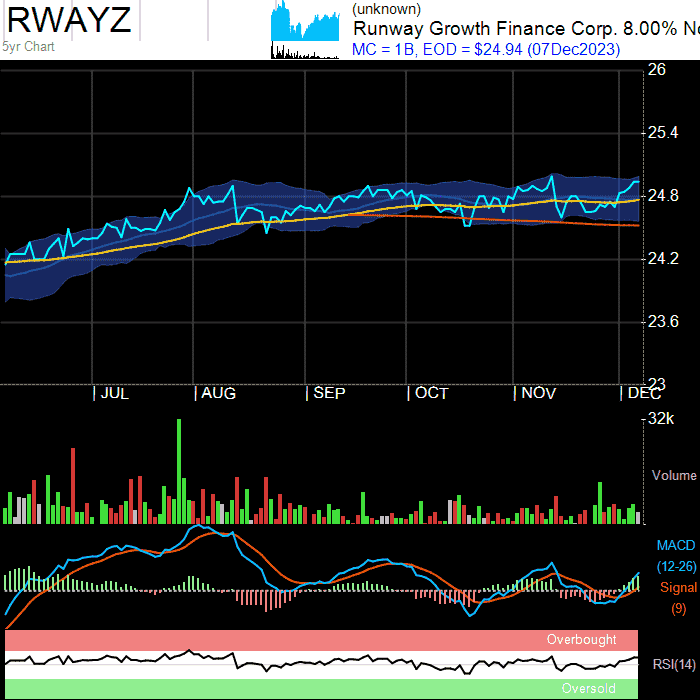 RWAYZ
5yr Chart
(unknown)
Runway Growth Finance Corp. 8.00% No
MC = 1B, EOD = $24.94 (07Dec2023)
26
25.4
24.8
24.2
23.6
23
JUL AUG SEP OCT NOV DEC
32k
Volume
MACD
(12-26)
Signal
(9)
Overbought
RSI(14)
Oversold